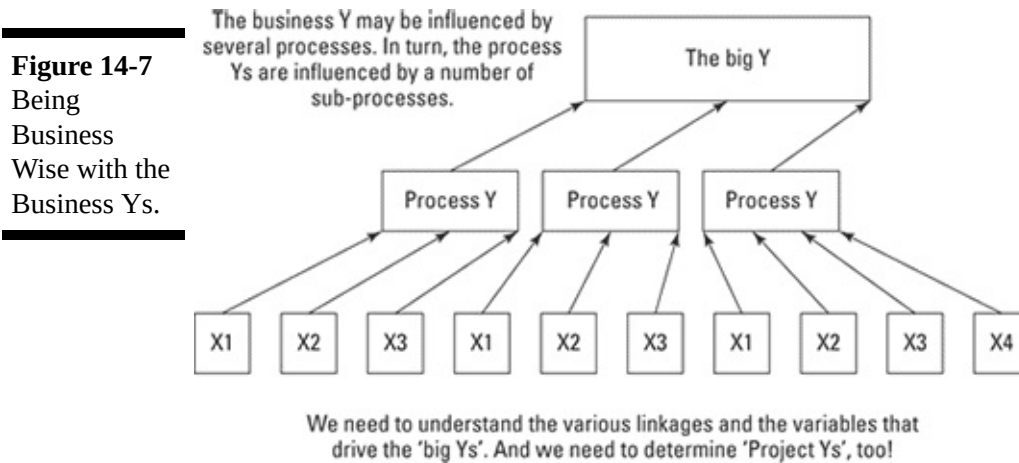 Figure 14-7
Being
Business
Wise with the
Business Ys.
The business Y may be influenced by
several processes. In turn, the process
Ys are influenced by a number of
sub-processes.
The big Y
Process Y Process Y Process Y
X1 X2 X3 X1 X2 X3 X1 X2 X3 X4
We need to understand the various linkages and the variables that
drive the ‘big Ys’. And we need to determine ‘Project Ys’, too!